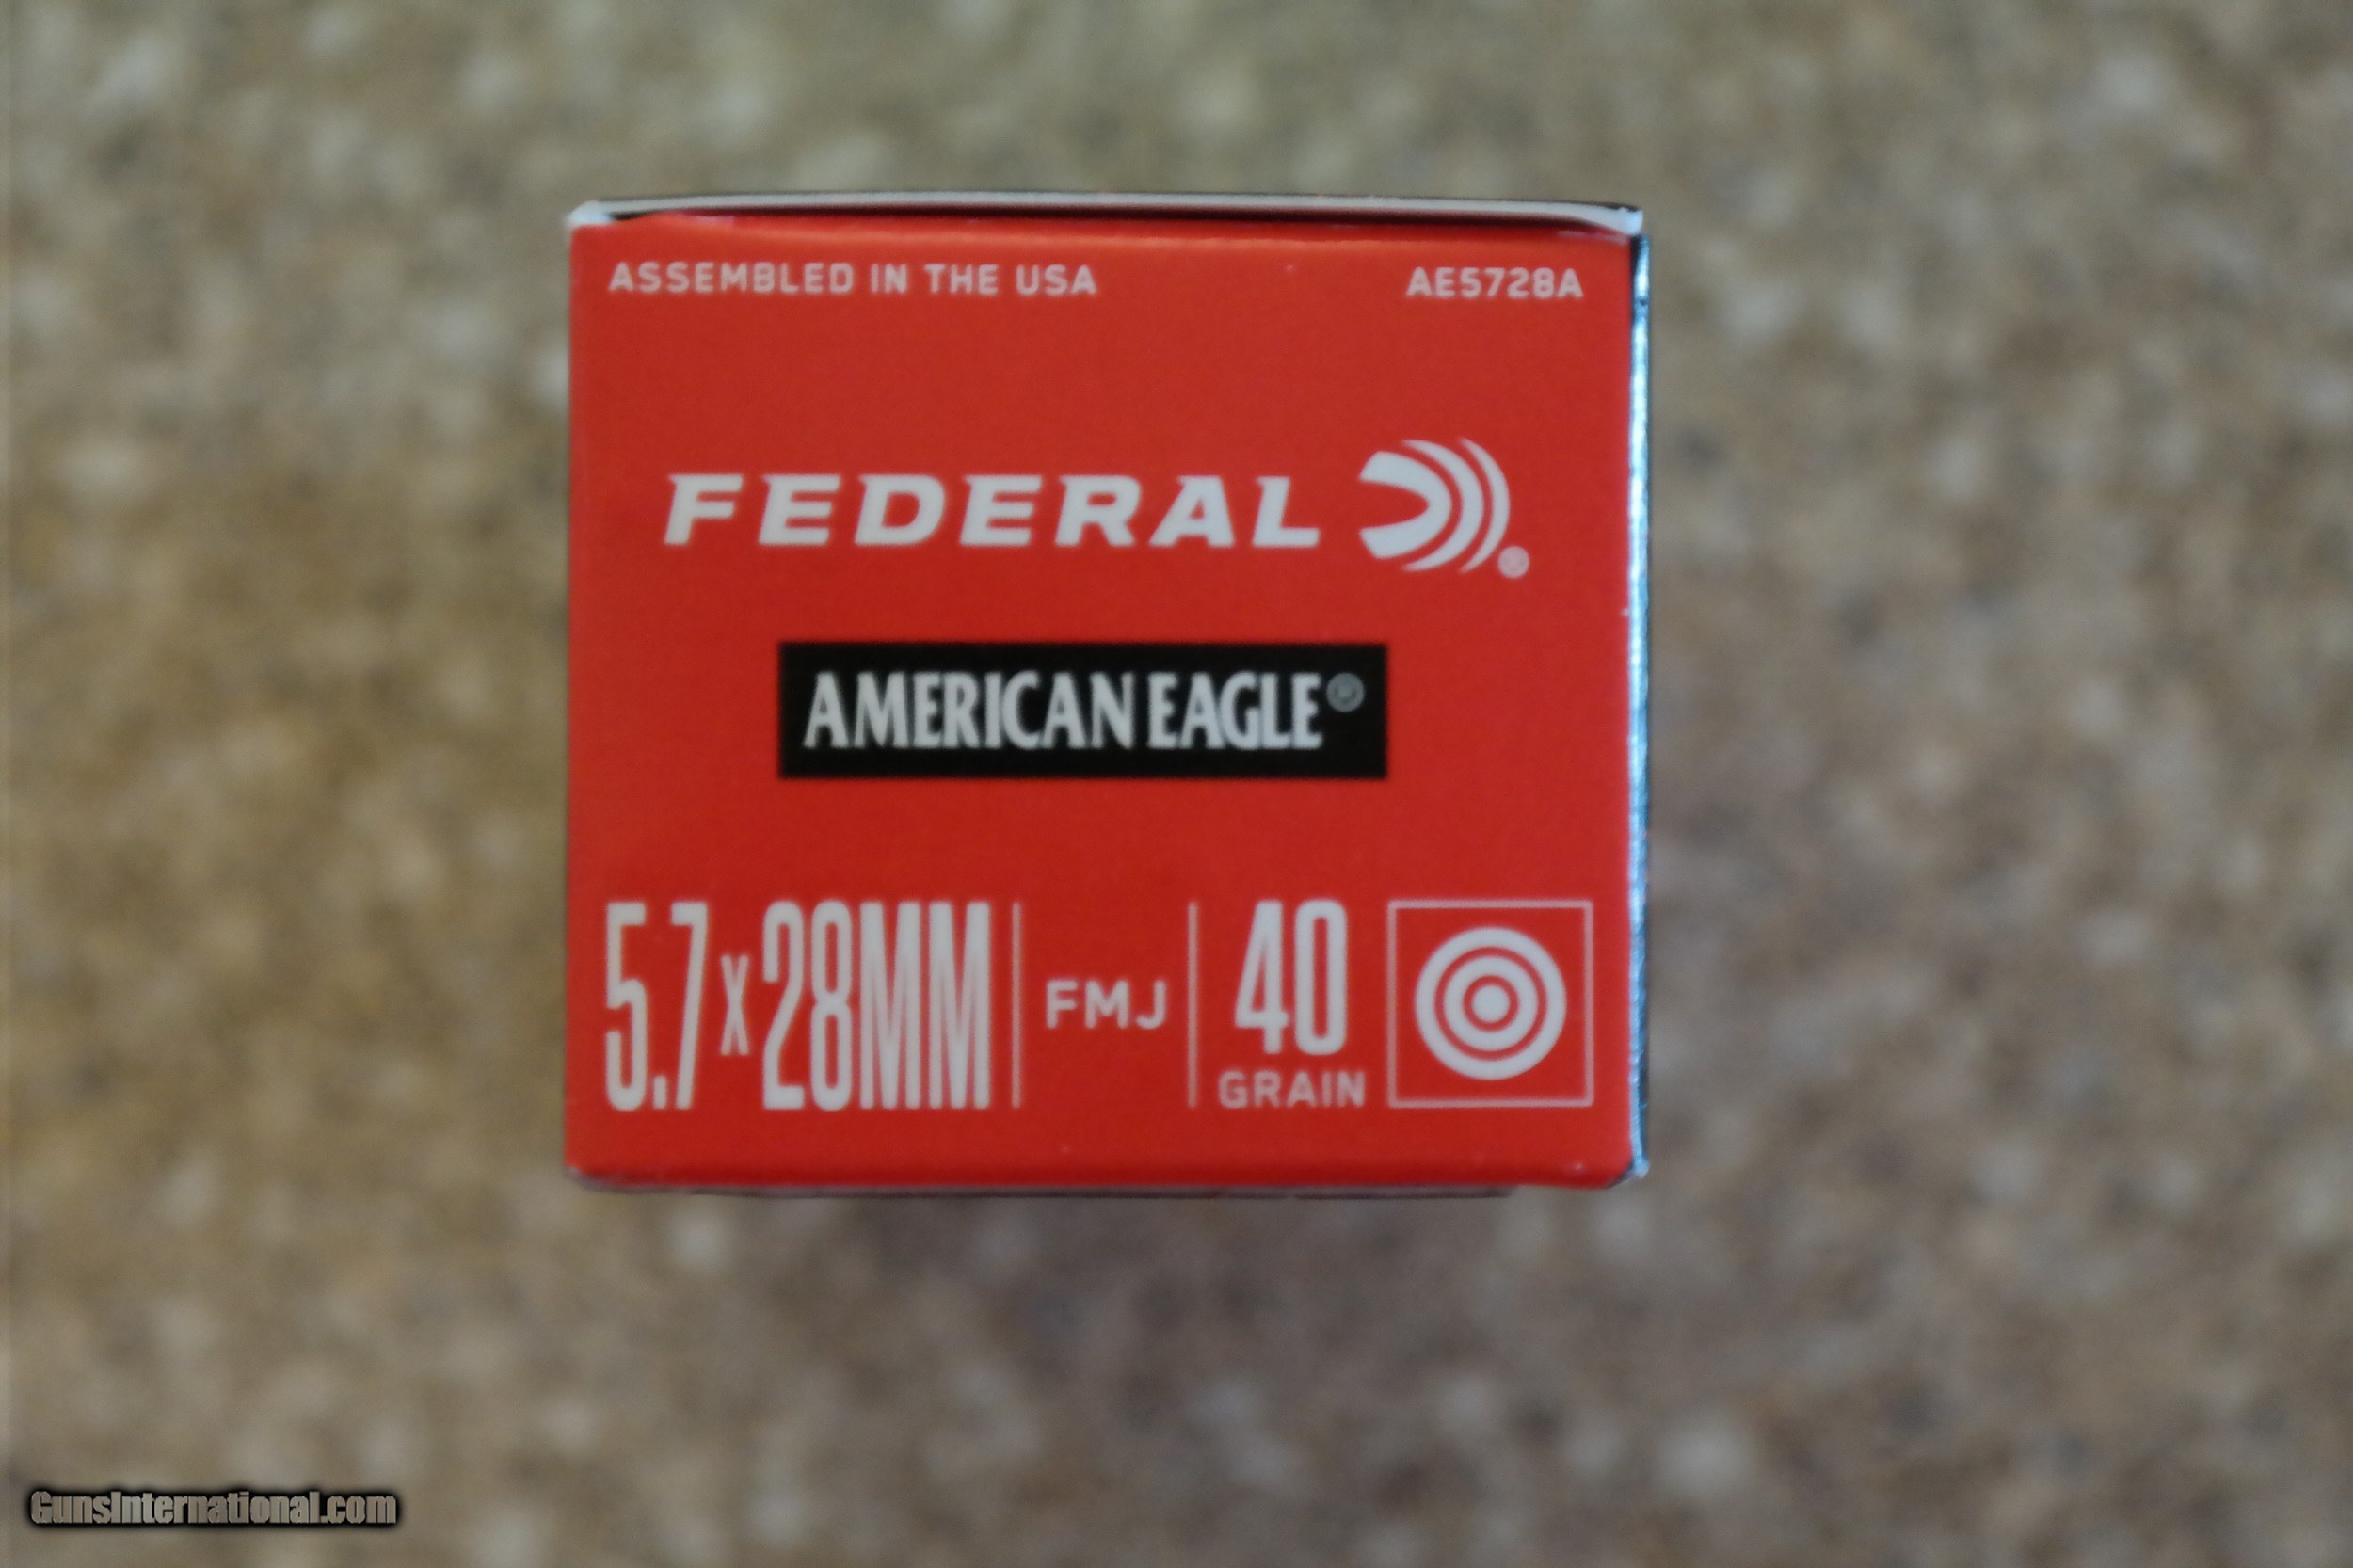 ASSEMBLED IN THE USA AE5728A
FEDERAL ®
AMERICAN EAGLE®
5.7x28MM FMJ 40 GRAIN
GunsInternational.com